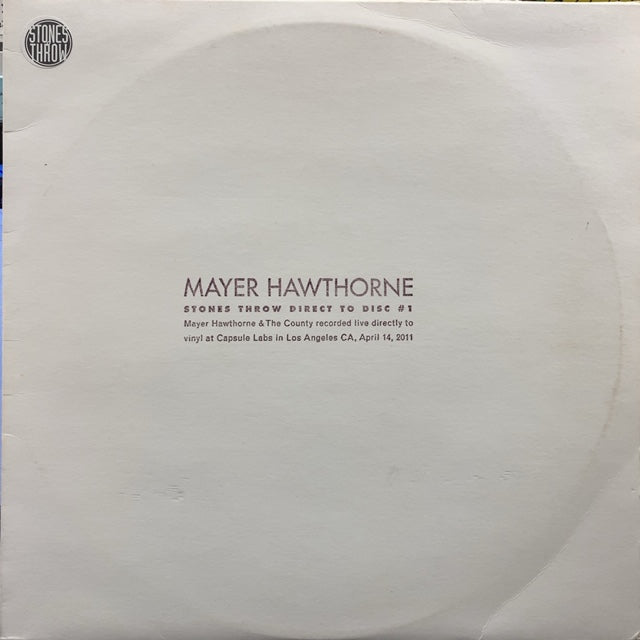 STONES
THROW
MAYER HAWTHORNE
STONES THROW DIRECT TO DISC #1
Mayer Hawthorne & The County recorded live directly to
vinyl at Capsule Labs in Los Angeles CA, April 14, 2011